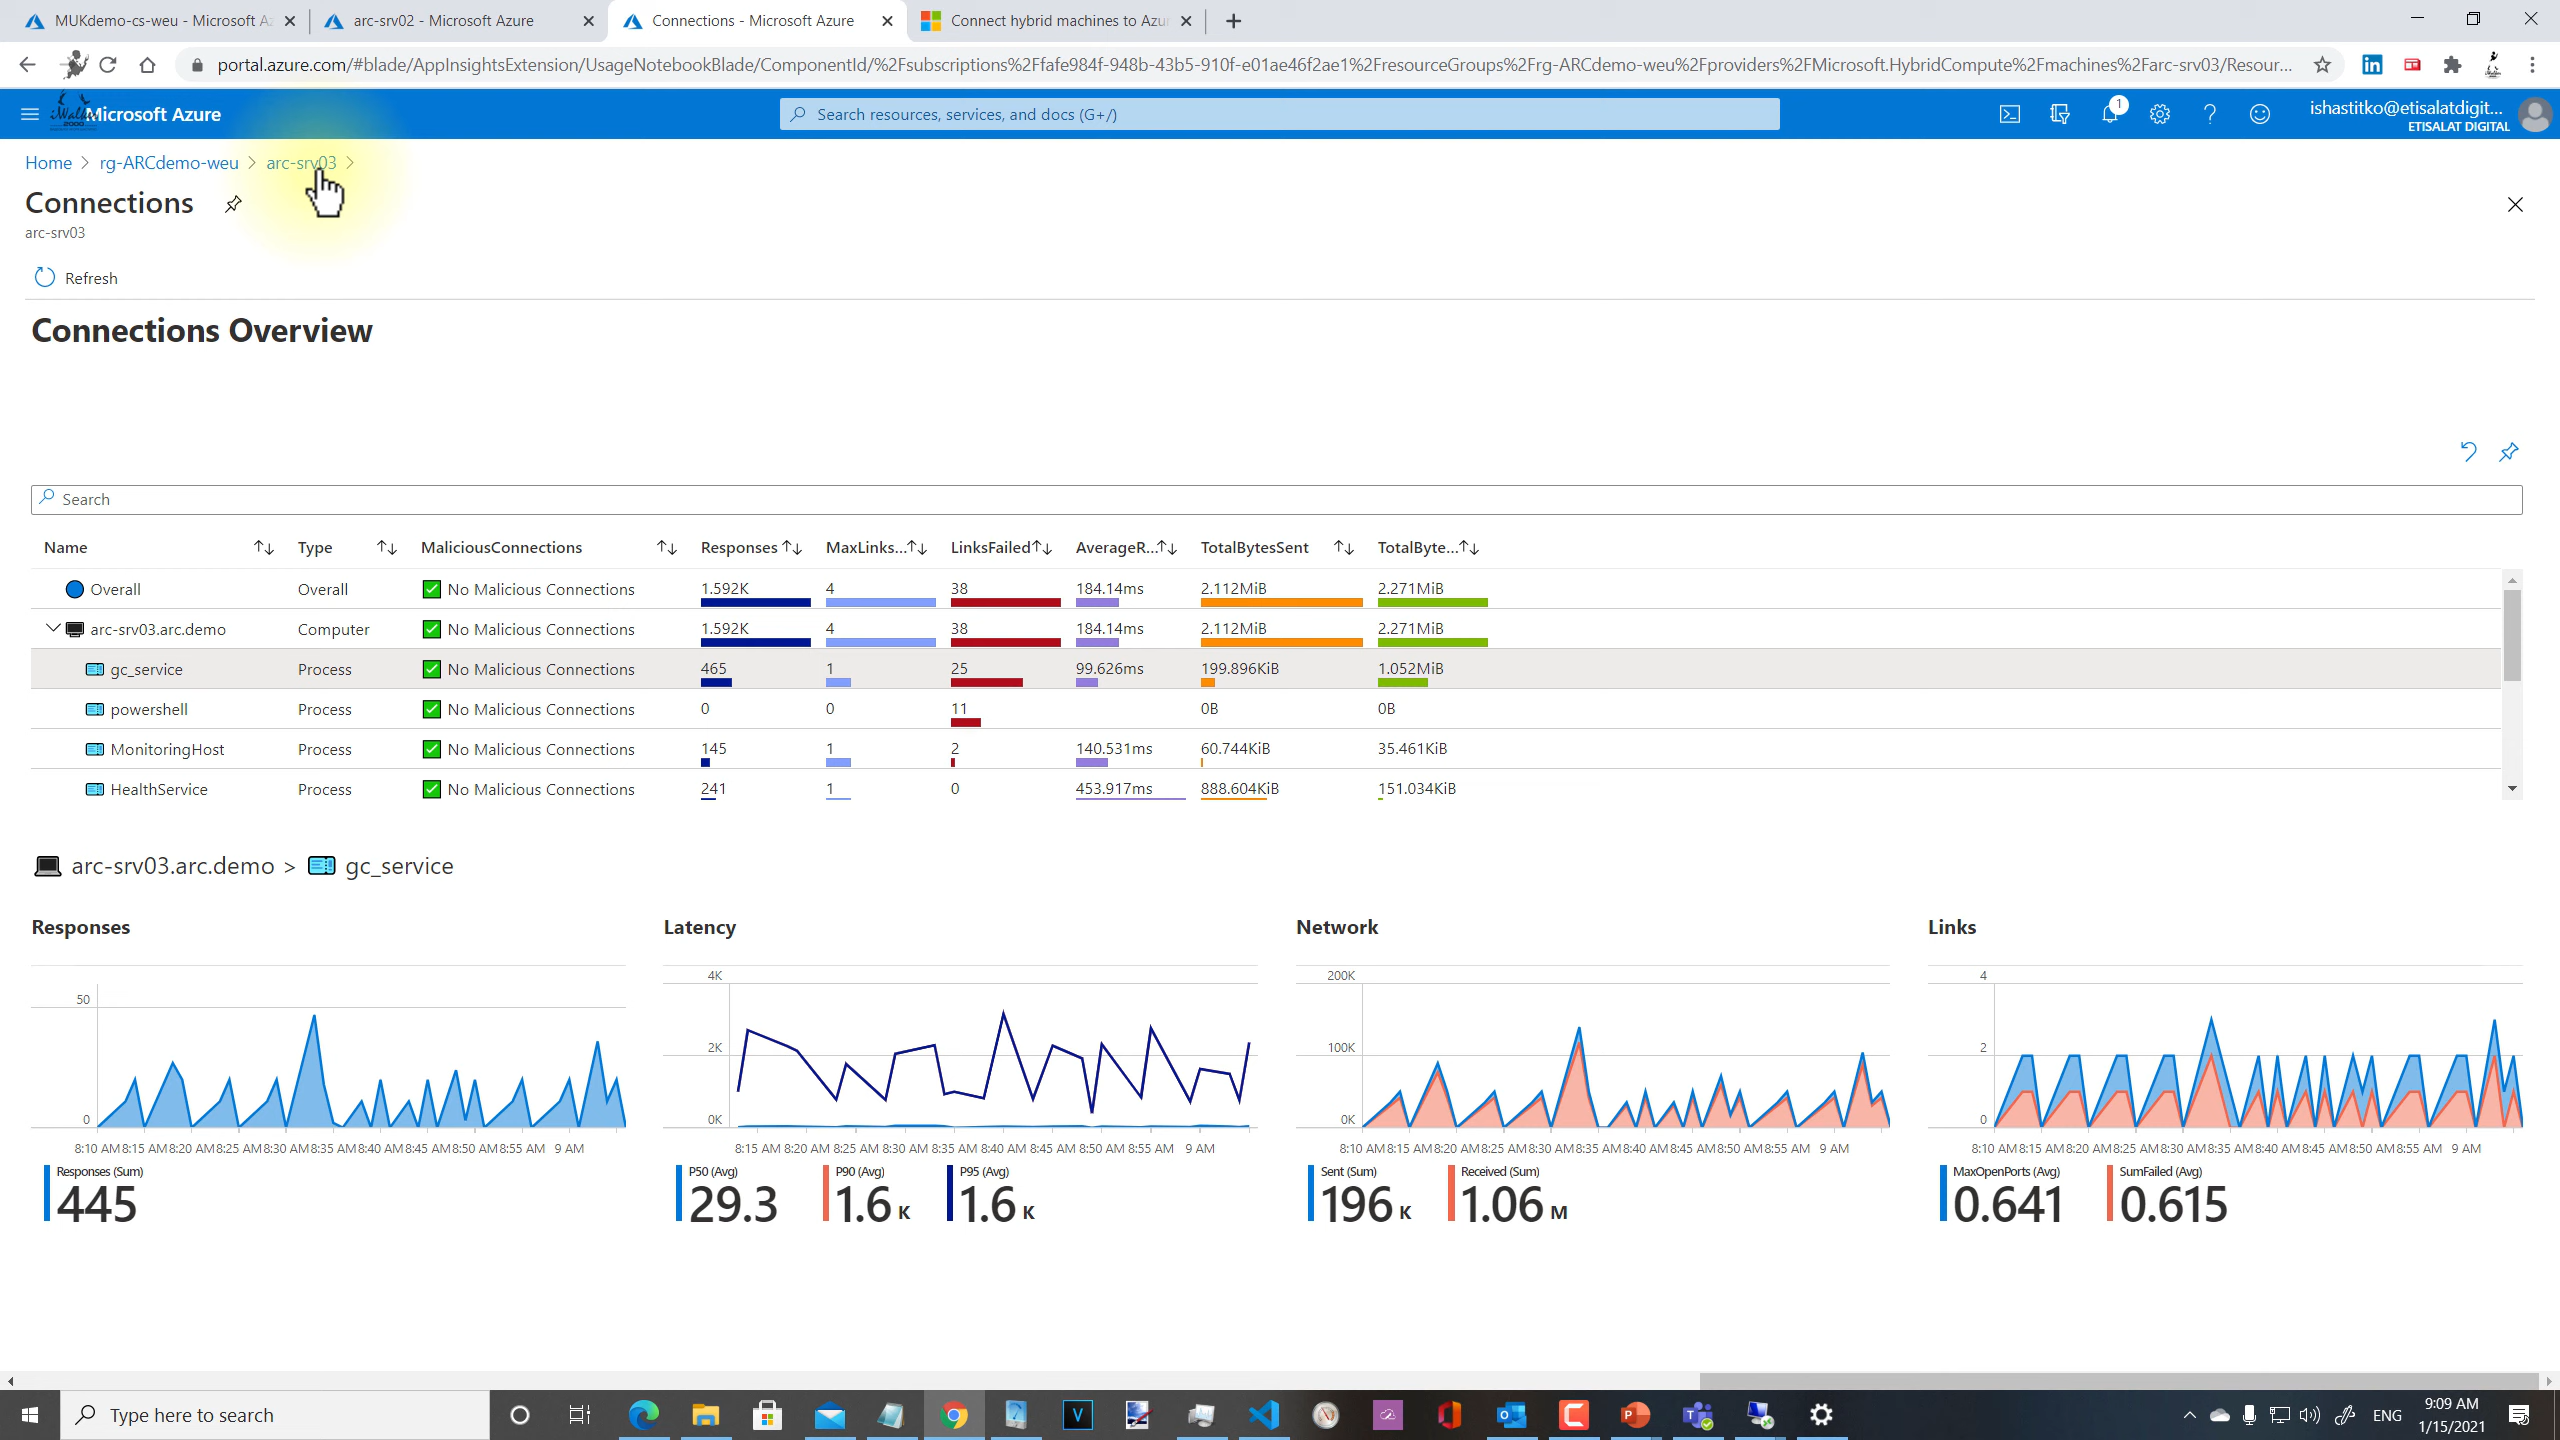 MUKdemo-cs-weu - Microsoft Az
arc-srv02 - Microsoft Azure
Connections - Microsoft Azure
Connect hybrid machines to Azu
portal.azure.com/#blade/AppInsightsExtension/UsageNotebookBlade/ComponentId/%2Fsubscriptions%2Ffafe984f-948b-43b5-910f-e01ae46f2ae1%2FresourceGroups%2Frg-ARCdemo-weu%2Fproviders%2FMicrosoft.HybridCompute%2Fmachines%2Farc-srv03/Resour...
Microsoft Azure
Search resources, services, and docs (G+/)
1
ishastitko@etisalatdigit...
ETISALAT DIGITAL
Home > rg-ARCdemo-weu > arc-srv03 >
Connections
arc-srv03
Refresh
Connections Overview
Search
Name Type MaliciousConnections Responses MaxLinks... LinksFailed AverageR... TotalBytesSent TotalByte...
Overall Overall No Malicious Connections 1.592K 4 38 184.14ms 2.112MiB 2.271MiB
arc-srv03.arc.demo Computer No Malicious Connections 1.592K 4 38 184.14ms 2.112MiB 2.271MiB
gc_service Process No Malicious Connections 465 1 25 99.626ms 199.896KiB 1.052MiB
powershell Process No Malicious Connections 0 0 11 0B 0B
MonitoringHost Process No Malicious Connections 145 1 2 140.531ms 60.744KiB 35.461KiB
HealthService Process No Malicious Connections 241 1 0 453.917ms 888.604KiB 151.034KiB
arc-srv03.arc.demo > gc_service
Responses
50
0
8:10 AM 8:15 AM 8:20 AM 8:25 AM 8:30 AM 8:35 AM 8:40 AM 8:45 AM 8:50 AM 8:55 AM 9 AM
Responses (Sum)
445
Latency
4K
2K
0K
8:15 AM 8:20 AM 8:25 AM 8:30 AM 8:35 AM 8:40 AM 8:45 AM 8:50 AM 8:55 AM 9 AM
P50 (Avg) P90 (Avg) P95 (Avg)
29.3 1.6 K 1.6 K
Network
200K
100K
0K
8:10 AM 8:15 AM 8:20 AM 8:25 AM 8:30 AM 8:35 AM 8:40 AM 8:45 AM 8:50 AM 8:55 AM 9 AM
Sent (Sum) Received (Sum)
196 K 1.06 M
Links
4
2
0
8:10 AM 8:15 AM 8:20 AM 8:25 AM 8:30 AM 8:35 AM 8:40 AM 8:45 AM 8:50 AM 8:55 AM 9 AM
MaxOpenPorts (Avg) SumFailed (Avg)
0.641 0.615
Type here to search
ENG
9:09 AM
1/15/2021